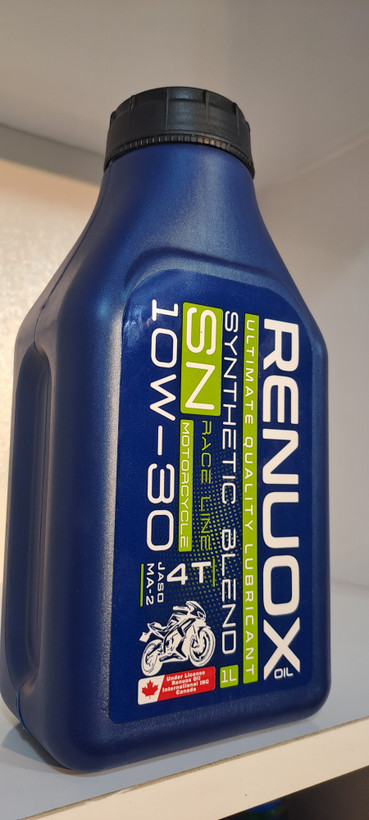 RENUOX
OIL
ULTIMATE QUALITY LUBRICANT
1L
SYNTHETIC BLEND
SN
RACE LINE
MOTORCYCLE
4T
10W-30
JASO
MA-2
Under License
Renuox Oil
International INC
Canada